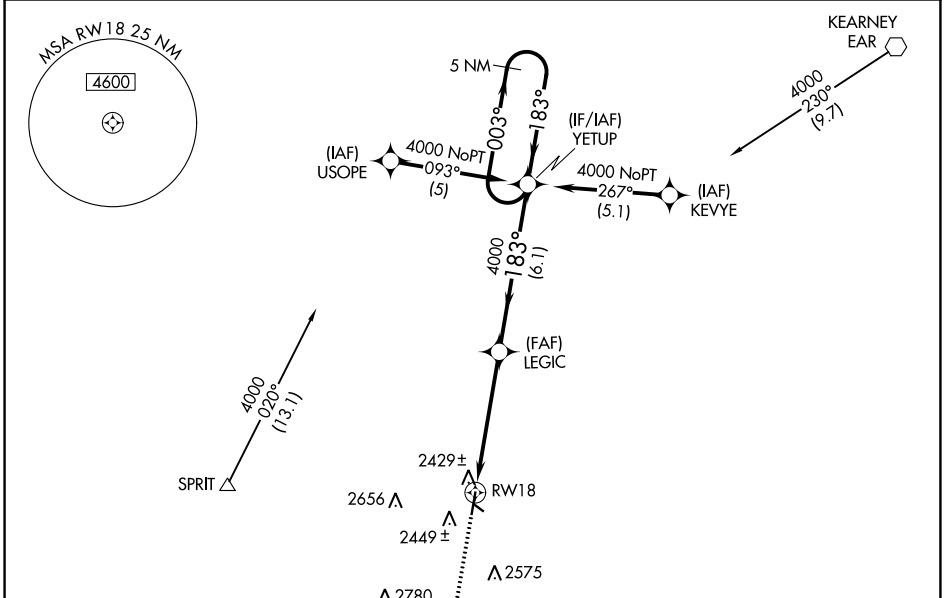 MSA RW 18 25 NM
4600
KEARNEY
EAR
4000
230°
(9.7)
5 NM
003°
183°
(IF/IAF)
YETUP
(IAF)
USOPE
4000 NoPT
093°
(5)
4000 NoPT
267°
(5.1)
(IAF)
KEVYE
4000
183°
(6.1)
(FAF)
LEGIC
4000
020°
(13.1)
SPRIT
2429±
RW18
2656
2449±
2575
2780